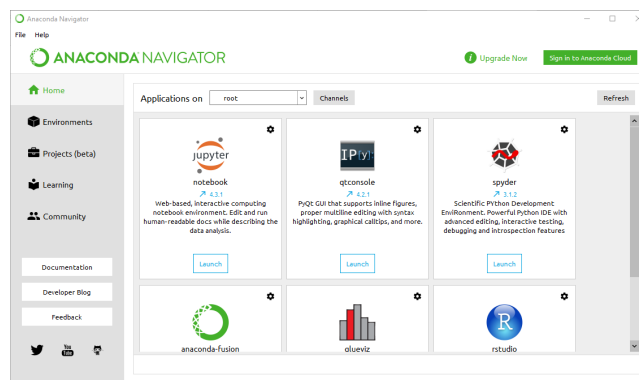 Anaconda Navigator
File Help
ANACONDA NAVIGATOR
i Upgrade Now
Sign in to Anaconda Cloud
Home
Environments
Projects (beta)
Learning
Community
Documentation
Developer Blog
Feedback
You
Tube
Applications on root Channels Refresh
jupyter
notebook
4.3.1
Web-based, interactive computing
notebook environment. Edit and run
human-readable docs while describing the
data analysis.
Launch
IP[y]:
qtconsole
4.2.1
PyQt GUI that supports inline figures,
proper multiline editing with syntax
highlighting, graphical calltips, and more.
Launch
spyder
3.1.2
Scientific PYthon Development
EnviRonment. Powerful Python IDE with
advanced editing, interactive testing,
debugging and introspection features
Launch
anaconda-fusion
glueviz
R
rstudio